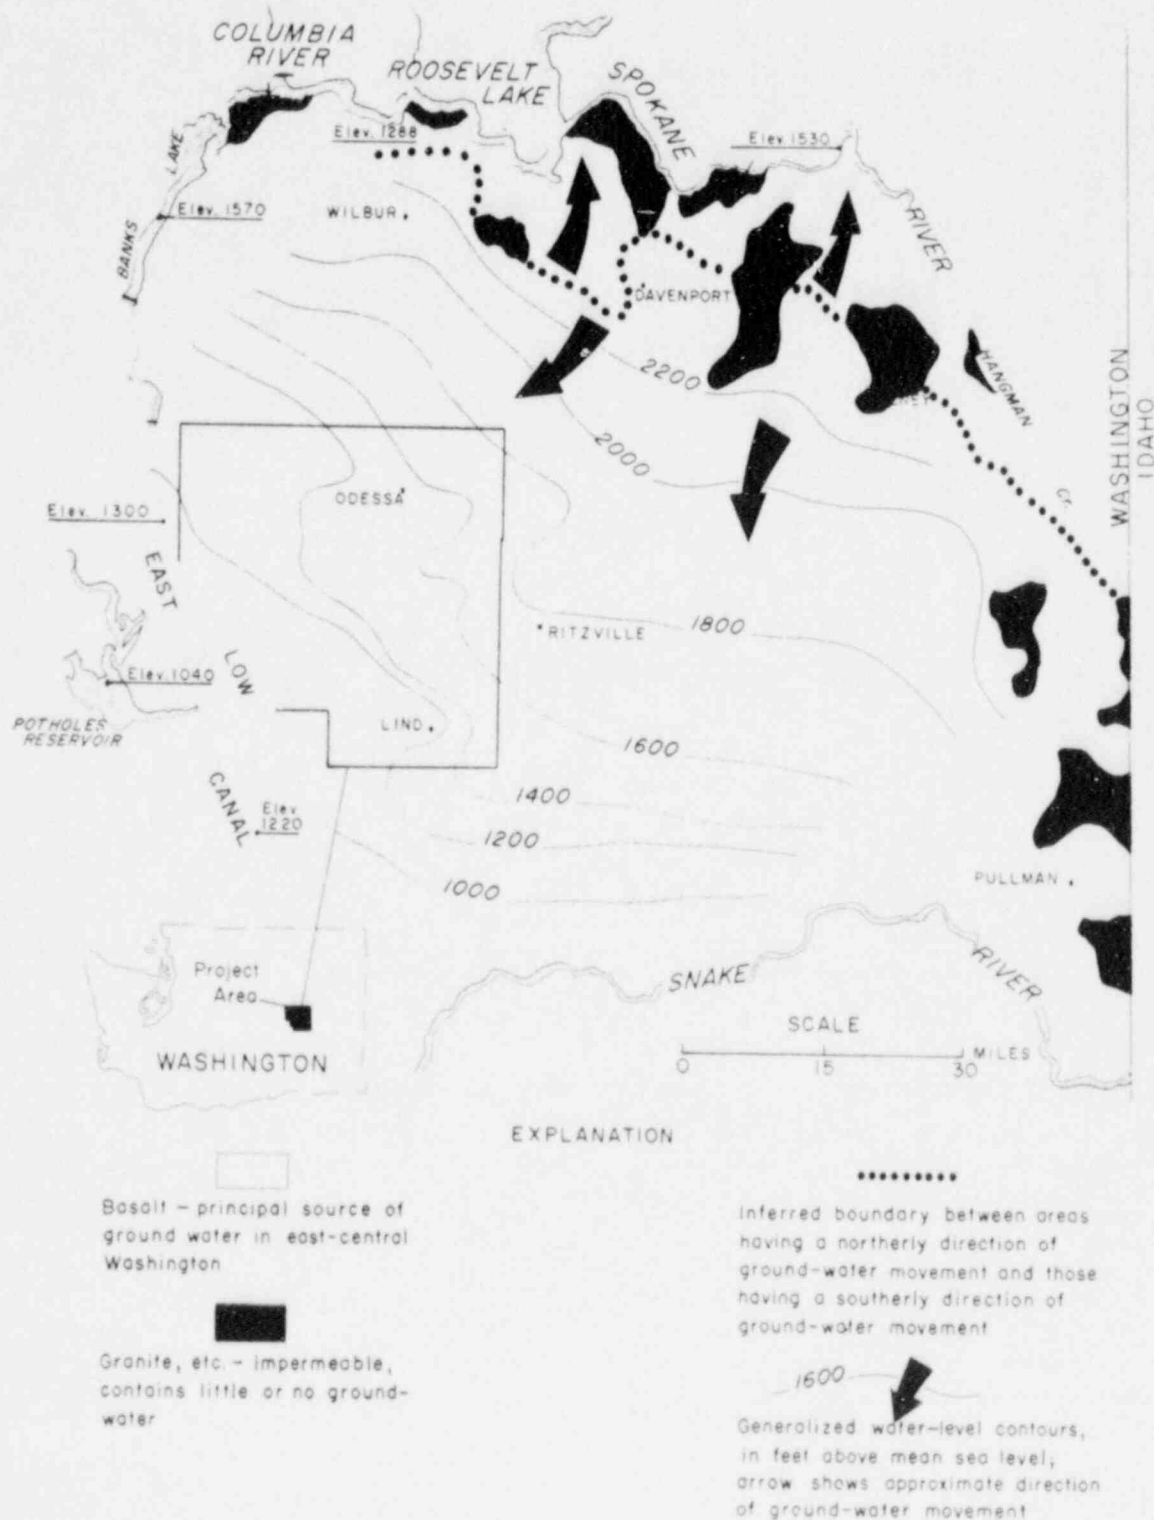 COLUMBIA
RIVER
ROOSEVELT
LAKE
SPOKANE
RIVER
Elev. 1288
Elev. 1530
BANKS
LAKE
Elev. 1570
WILBUR
DAVENPORT
2200
HANGMAN
Cr.
WASHINGTON
IDAHO
2000
ODESSA
Elev. 1300
EAST
LOW
CANAL
RITZVILLE
1800
Elev. 1040
POTHOLES
RESERVOIR
LIND
1600
1400
Elev
1220
1200
1000
PULLMAN
SNAKE
RIVER
Project
Area
WASHINGTON
SCALE
MILES
0 15 30
EXPLANATION
Basalt - principal source of
ground water in east-central
Washington
Granite, etc. - impermeable,
contains little or no ground-
water
Inferred boundary between areas
having a northerly direction of
ground-water movement and those
having a southerly direction of
ground-water movement
1600
Generalized water-level contours,
in feet above mean sea level;
arrow shows approximate direction
of ground-water movement